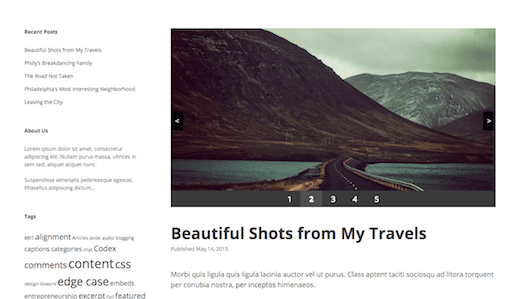 Recent Posts
Beautiful Shots from My Travels
Philly's Breakdancing Family
The Road Not Taken
Philadelphia's Most Interesting Neighborhood
Leaving the City
About Us
Lorem ipsum dolor sit amet, consectetur
adipiscing elit. Nullam purus massa, ultrices in
sem sed, aliquet aliquet nunc.
Suspendisse venenatis pellentesque egestas.
Phasellus adipiscing dictum...
Tags
8BIT alignment Articles aside audio blogging
captions categories chat Codex
comments content css
design dowork edge case embeds
entrepreneurship excerpt Fail featured
<
>
1 2 3 4 5
Beautiful Shots from My Travels
Published May 14, 2015
Morbi quis ligula quis ligula lacinia auctor vel ut purus. Class aptent taciti sociosqu ad litora torquent
per conubia nostra, per inceptos himenaeos.